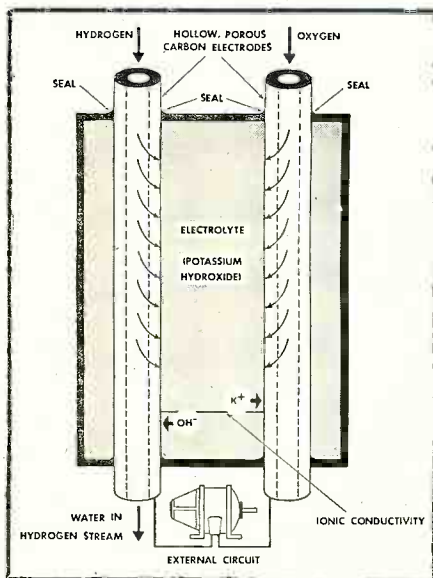 HYDROGEN
HOLLOW, POROUS
CARBON ELECTRODES
OXYGEN
SEAL
SEAL
SEAL
ELECTROLYTE
(POTASSIUM
HYDROXIDE)
K+
OH-
WATER IN
HYDROGEN STREAM
IONIC CONDUCTIVITY
EXTERNAL CIRCUIT